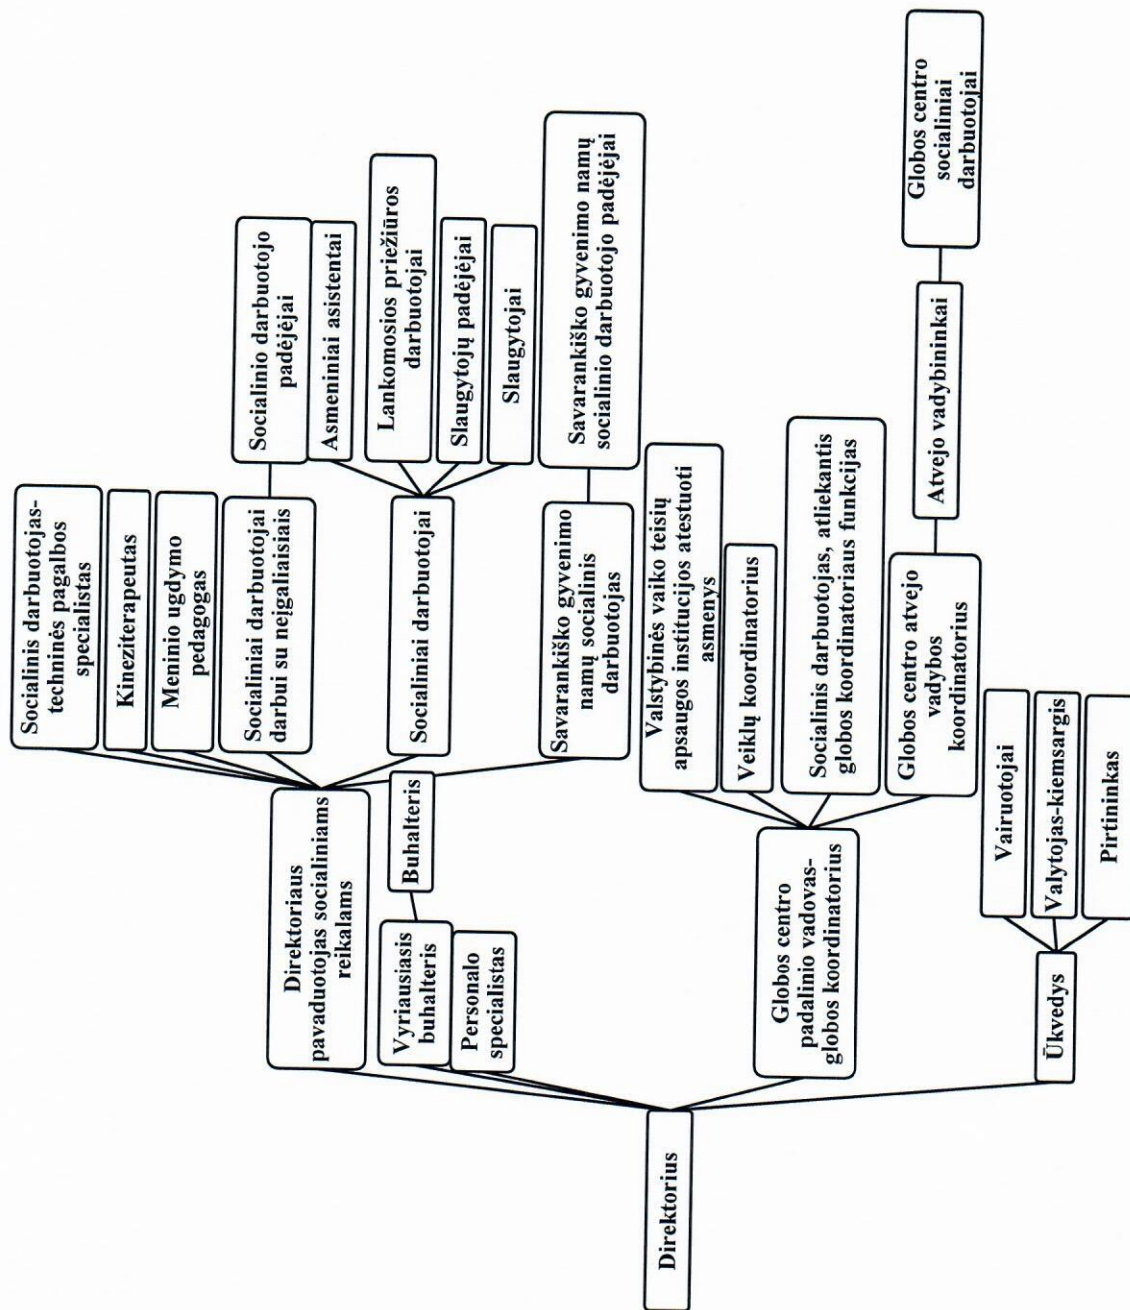 Direktorius
Direktoriaus
pavaduotojas socialiniams
reikalams
Socialinis darbuotojas-
techninės pagalbos
specialistas
Kineziterapeutas
Meninio ugdymo
pedagogas
Socialiniai darbuotojai
darbui su neįgaliaisiais
Socialinio darbuotojo
padėjėjai
Socialiniai darbuotojai
Asmeniniai asistentai
Lankomosios priežiūros
darbuotojai
Slaugytojų padėjėjai
Slaugytojai
Savarankiško gyvenimo
namų socialinis
darbuotojas
Savarankiško gyvenimo namų
socialinio darbuotojo padėjėjai
Vyriausiasis
buhalteris
Buhalteris
Personalo
specialistas
Globos centro
padalinio vadovas-
globos koordinatorius
Valstybinės vaiko teisių
apsaugos institucijos atestuoti
asmenys
Veiklų koordinatorius
Socialinis darbuotojas, atliekantis
globos koordinatoriaus funkcijas
Globos centro atvejo
vadybos
koordinatorius
Atvejo vadybininkai
Globos centro
socialiniai
darbuotojai
Ūkvedys
Vairuotojai
Valytojas-kiemsargis
Pirtininkas